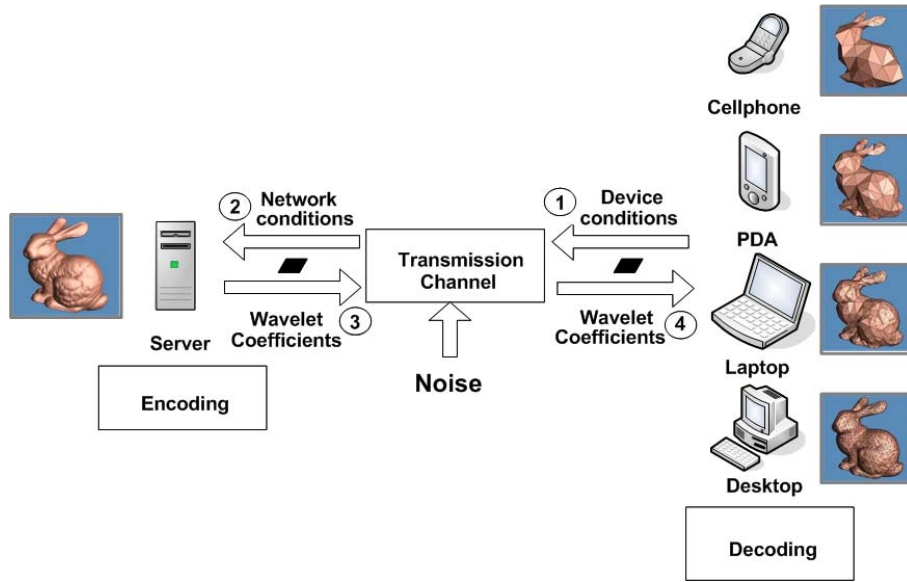 Cellphone
PDA
2
Network
conditions
1
Device
conditions
Transmission
Channel
Server
Wavelet
Coefficients
3
Wavelet
Coefficients
4
Noise
Laptop
Encoding
Desktop
Decoding